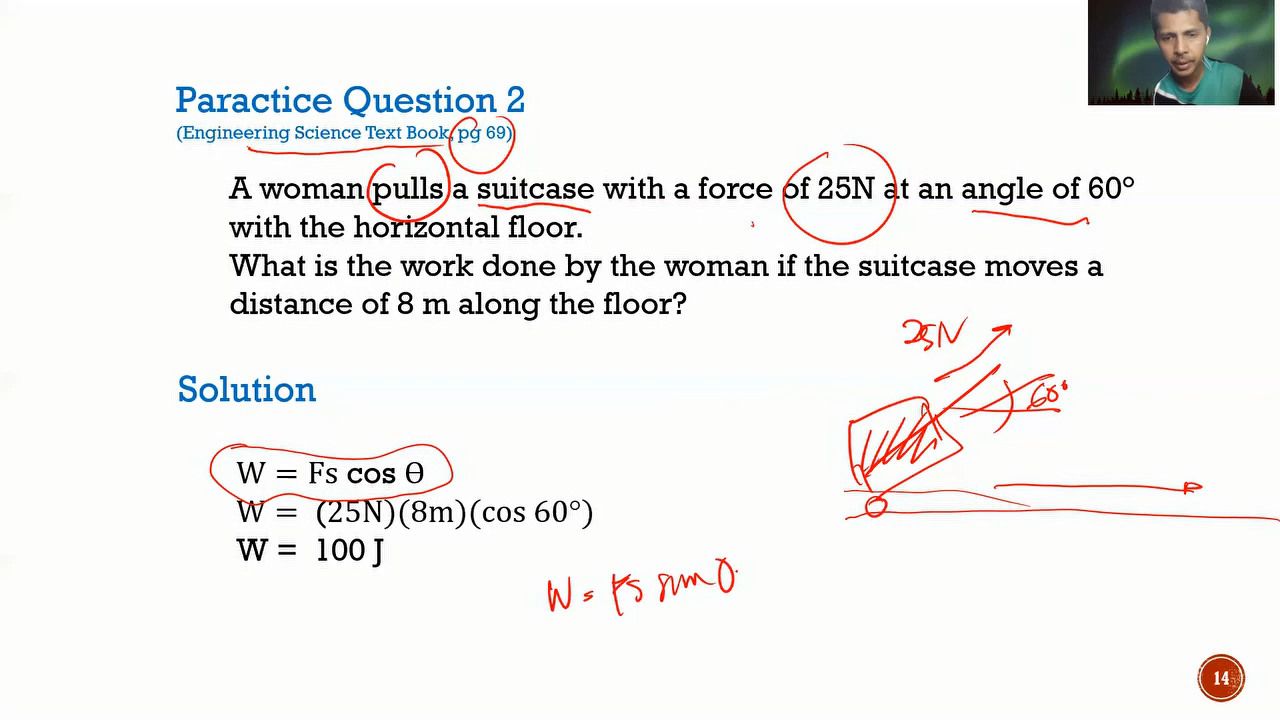 Paractice Question 2
(Engineering Science Text Book, pg 69)
A woman pulls a suitcase with a force of 25N at an angle of 60°
with the horizontal floor.
What is the work done by the woman if the suitcase moves a
distance of 8 m along the floor?
25N
60°
Solution
W = Fs cos Θ
W = (25N)(8m)(cos 60°)
W = 100 J
W = Fs sin θ
14